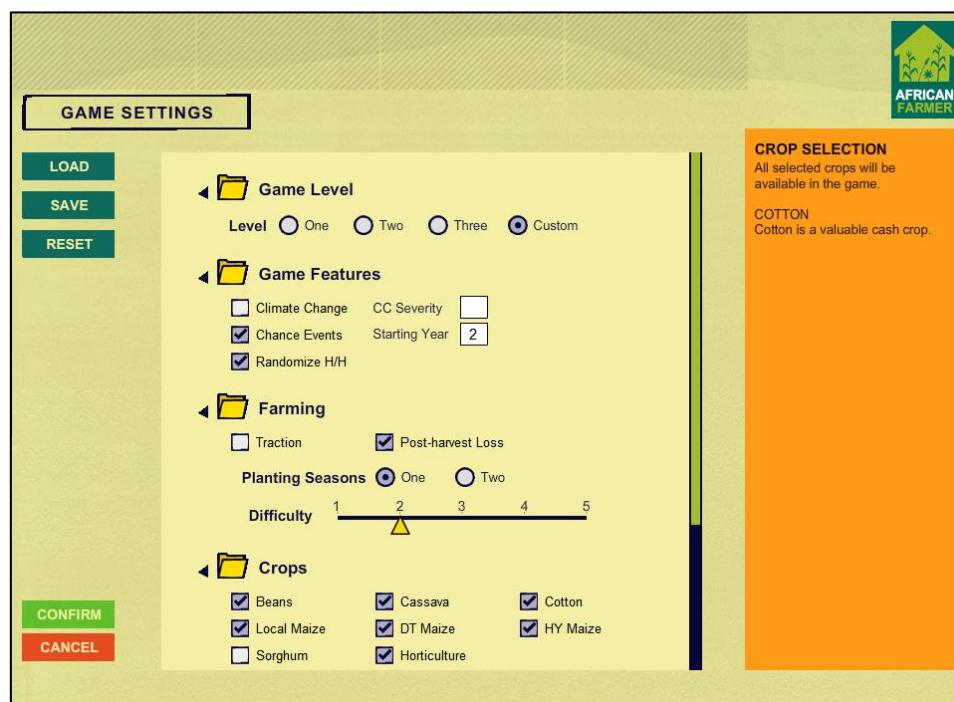 AFRICAN
FARMER
GAME SETTINGS
LOAD
SAVE
RESET
Game Level
Level One Two Three Custom
Game Features
Climate Change CC Severity
Chance Events Starting Year 2
Randomize H/H
Farming
Traction Post-harvest Loss
Planting Seasons One Two
1 2 3 4 5
Difficulty
Crops
Beans Cassava Cotton
Local Maize DT Maize HY Maize
Sorghum Horticulture
CONFIRM
CANCEL
CROP SELECTION
All selected crops will be
available in the game.
COTTON
Cotton is a valuable cash crop.